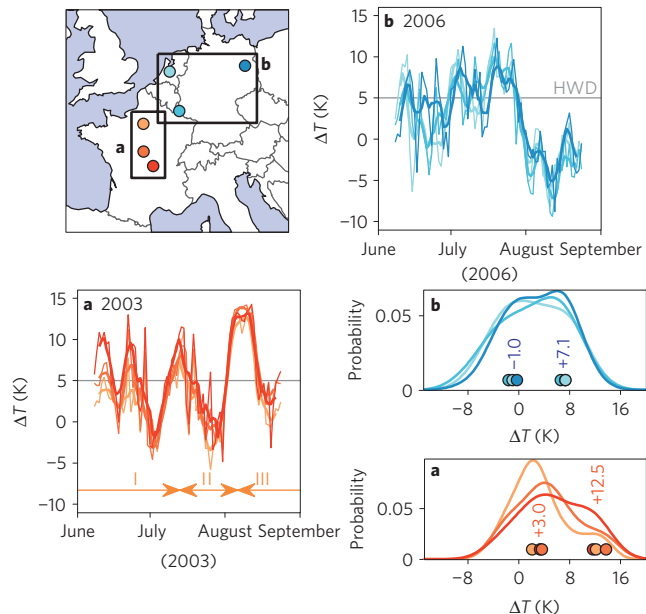 b
a
b 2006
15
10
5
0
−5
−10
ΔT (K)
HWD
June July August September
(2006)
a 2003
15
10
5
0
−5
−10
ΔT (K)
I II III
June July August September
(2003)
b
Probability
0.05
−1.0 +7.1
−8 0 8 16
ΔT (K)
a
Probability
0.05
0
+3.0 +12.5
−8 0 8 16
ΔT (K)